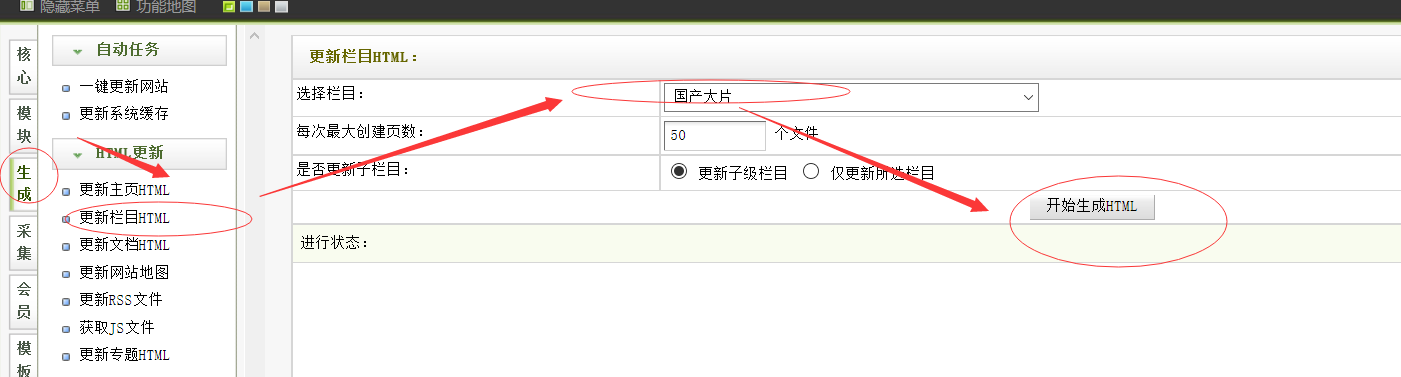 隐藏菜单 功能地图
核心
模块
生成
采集
会员
模板
自动任务
一键更新网站
更新系统缓存
HTML更新
更新主页HTML
更新栏目HTML
更新文档HTML
更新网站地图
更新RSS文件
获取JS文件
更新专题HTML
更新栏目HTML：
选择栏目： 国产大片
每次最大创建页数： 50 个文件
是否更新子栏目： 更新子级栏目 仅更新所选栏目
开始生成HTML
进行状态：